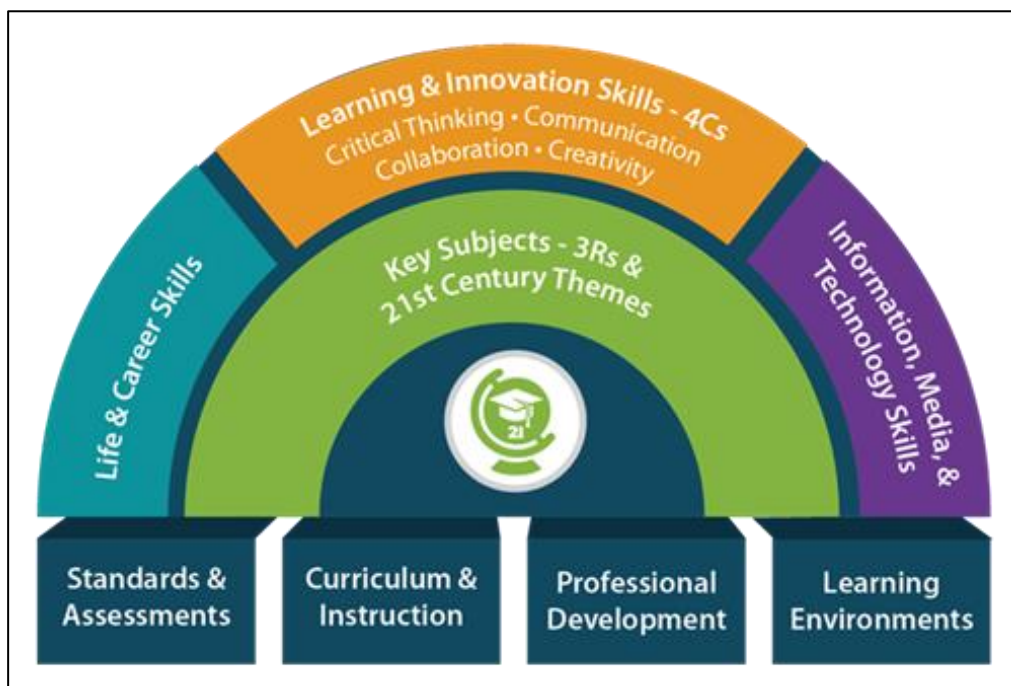 Learning & Innovation Skills - 4Cs
Critical Thinking • Communication
Collaboration • Creativity
Life & Career Skills
Key Subjects - 3Rs &
21st Century Themes
Information, Media, &
Technology Skills
21
Standards &
Assessments
Curriculum &
Instruction
Professional
Development
Learning
Environments